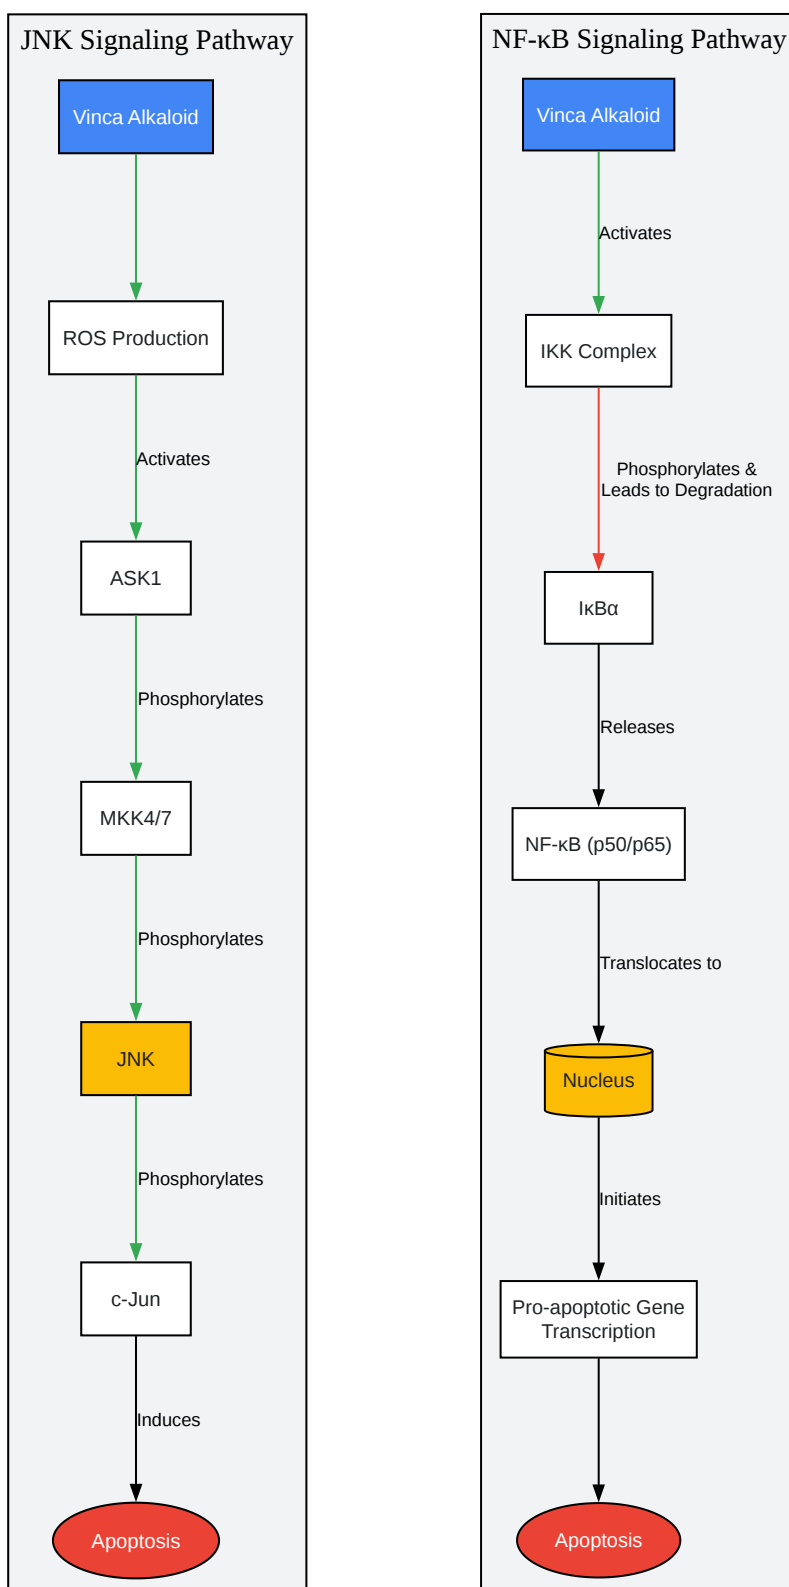 JNK Signaling Pathway
Vinca Alkaloid
ROS Production
Activates
ASK1
Phosphorylates
MKK4/7
Phosphorylates
JNK
Phosphorylates
c-Jun
Induces
Apoptosis
NF-κB Signaling Pathway
Vinca Alkaloid
Activates
IKK Complex
Phosphorylates &
Leads to Degradation
IκBα
Releases
NF-κB (p50/p65)
Translocates to
Nucleus
Initiates
Pro-apoptotic Gene
Transcription
Apoptosis